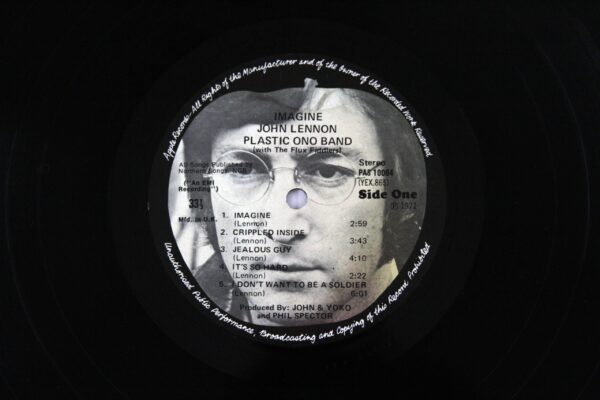 Apple Records · All Rights of the Manufacturer and of the Owner of the Recorded Work Reserved
IMAGINE
JOHN LENNON
PLASTIC ONO BAND
(with The Flux Fiddlers)
All Songs Published by
Northern Songs, NCB
("An EMI
Recording")
33⅓
Mfd. in U.K.
Stereo
PAS 10004
(YEX.865)
Side One
℗ 1971
1. IMAGINE 2:59
(Lennon)
2. CRIPPLED INSIDE 3:43
(Lennon)
3. JEALOUS GUY 4:10
(Lennon)
4. IT'S SO HARD 2:22
(Lennon)
5. I DON'T WANT TO BE A SOLDIER
(Lennon) 6:01
Produced By: JOHN & YOKO
and PHIL SPECTOR
Unauthorised Public Performance, Broadcasting and Copying of this Record Prohibited